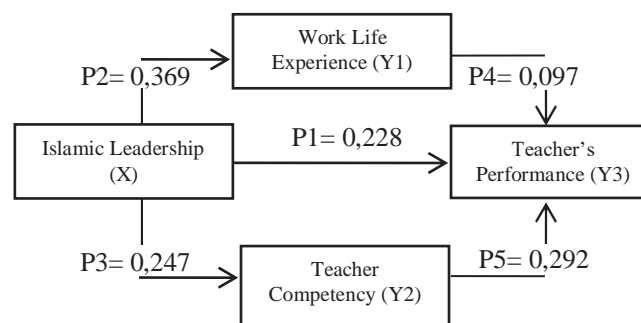 Work Life
Experience (Y1)
P2= 0,369
P4= 0,097
Islamic Leadership
(X)
P1= 0,228
Teacher's
Performance (Y3)
P3= 0,247
Teacher
Competency (Y2)
P5= 0,292